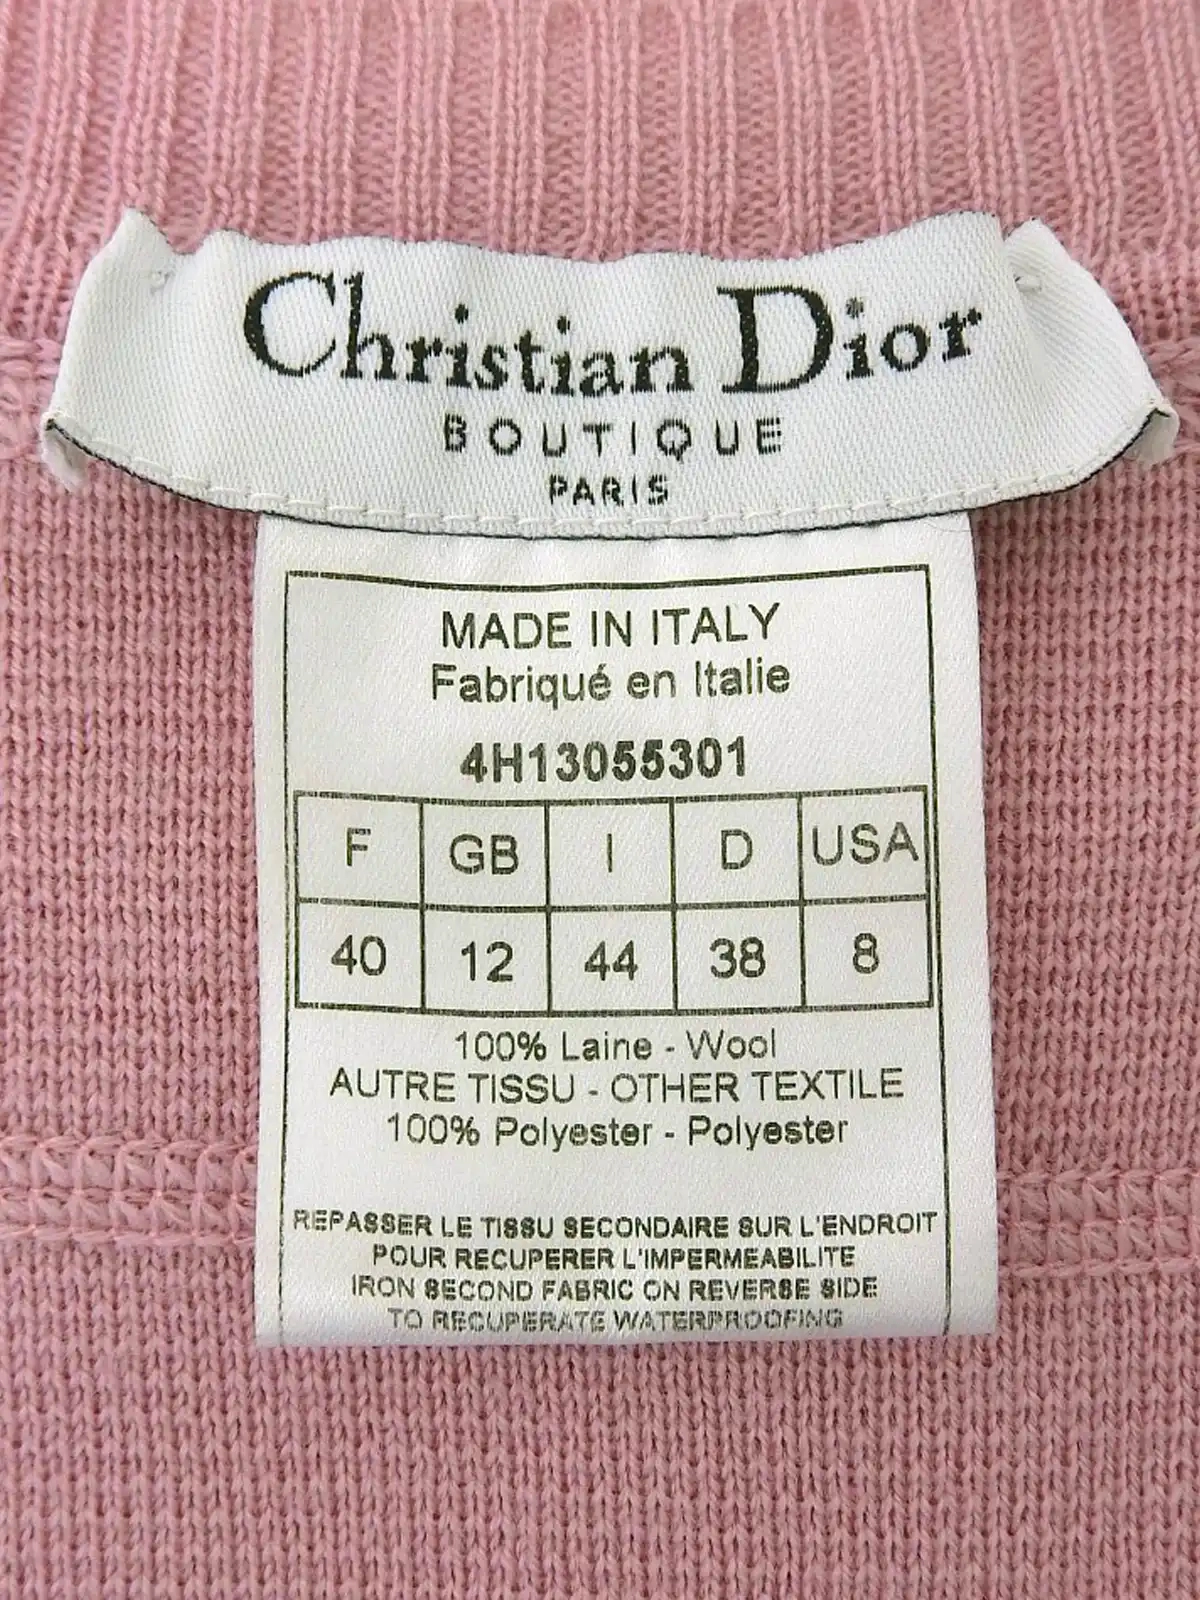 Christian Dior
BOUTIQUE
PARIS
MADE IN ITALY
Fabriqué en Italie
4H13055301
F GB I D USA
40 12 44 38 8
100% Laine - Wool
AUTRE TISSU - OTHER TEXTILE
100% Polyester - Polyester
REPASSER LE TISSU SECONDAIRE SUR L'ENDROIT
POUR RECUPERER L'IMPERMEABILITE
IRON SECOND FABRIC ON REVERSE SIDE
TO RECUPERATE WATERPROOFING